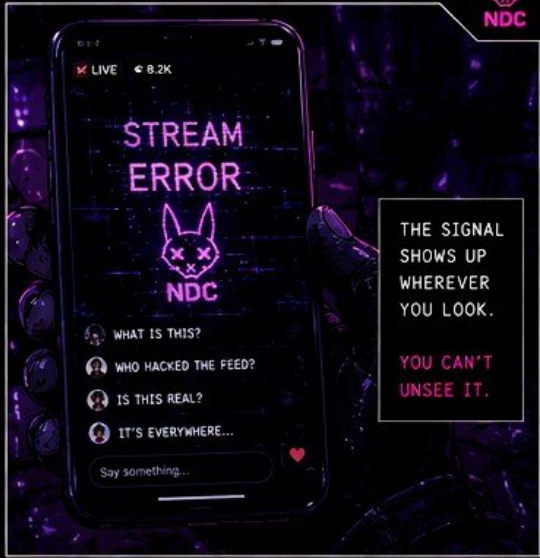 NDC
LIVE 8.2K
STREAM
ERROR
NDC
WHAT IS THIS?
WHO HACKED THE FEED?
IS THIS REAL?
IT'S EVERYWHERE...
Say something...
THE SIGNAL
SHOWS UP
WHEREVER
YOU LOOK.
YOU CAN'T
UNSEE IT.